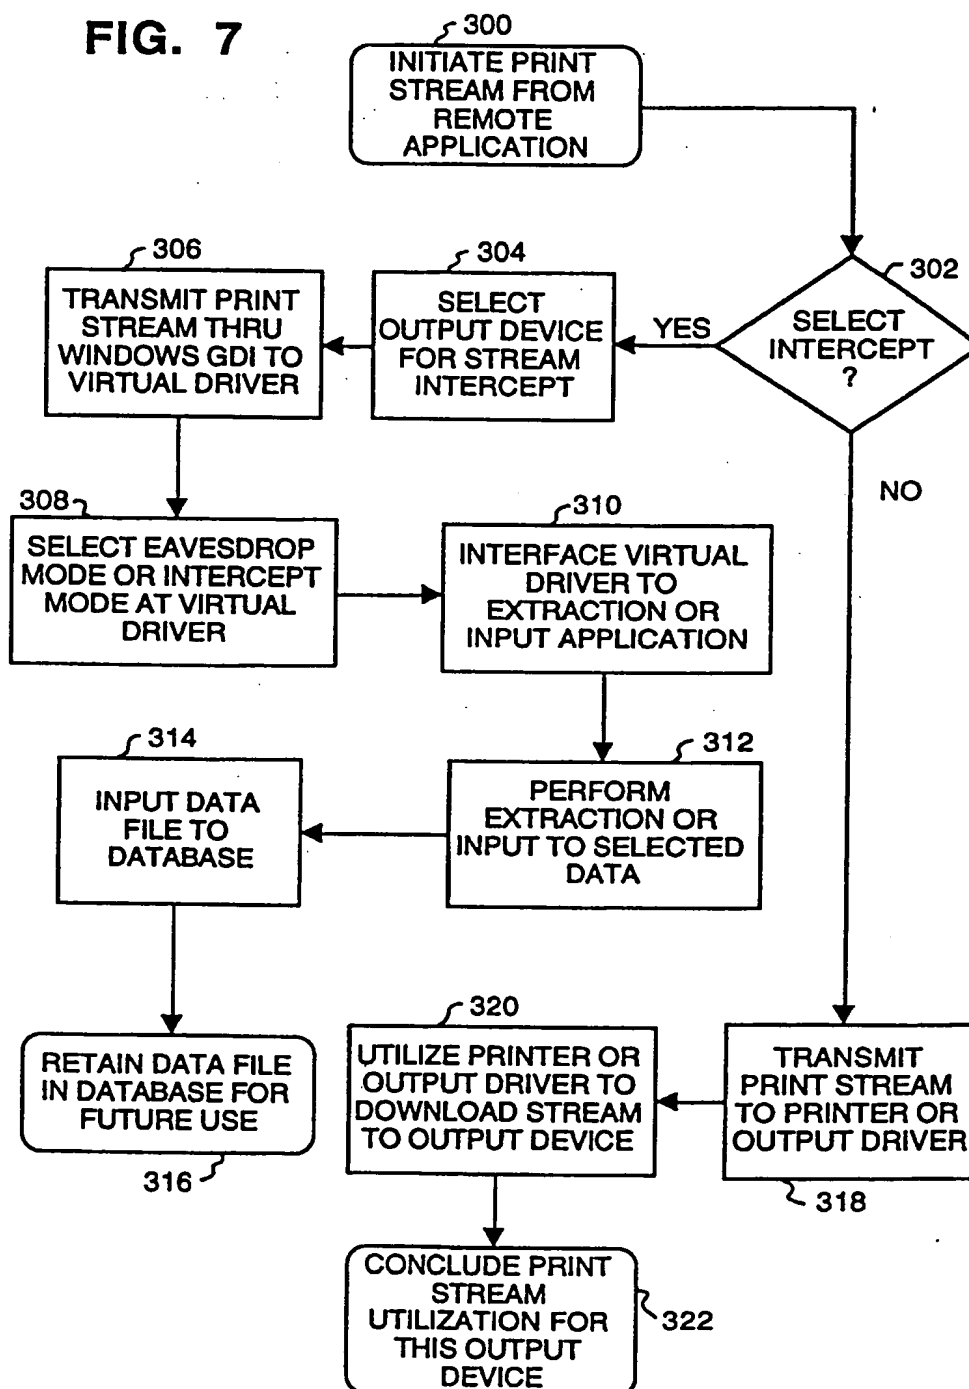 FIG. 7
300
INITIATE PRINT
STREAM FROM
REMOTE
APPLICATION
302
SELECT
INTERCEPT
?
YES
NO
304
SELECT
OUTPUT DEVICE
FOR STREAM
INTERCEPT
306
TRANSMIT PRINT
STREAM THRU
WINDOWS GDI TO
VIRTUAL DRIVER
308
SELECT EAVESDROP
MODE OR INTERCEPT
MODE AT VIRTUAL
DRIVER
310
INTERFACE VIRTUAL
DRIVER TO
EXTRACTION OR
INPUT APPLICATION
312
PERFORM
EXTRACTION OR
INPUT TO SELECTED
DATA
314
INPUT DATA
FILE TO
DATABASE
RETAIN DATA FILE
IN DATABASE FOR
FUTURE USE
316
TRANSMIT
PRINT STREAM
TO PRINTER OR
OUTPUT DRIVER
318
320
UTILIZE PRINTER OR
OUTPUT DRIVER TO
DOWNLOAD STREAM
TO OUTPUT DEVICE
CONCLUDE PRINT
STREAM
UTILIZATION FOR
THIS OUTPUT
DEVICE
322